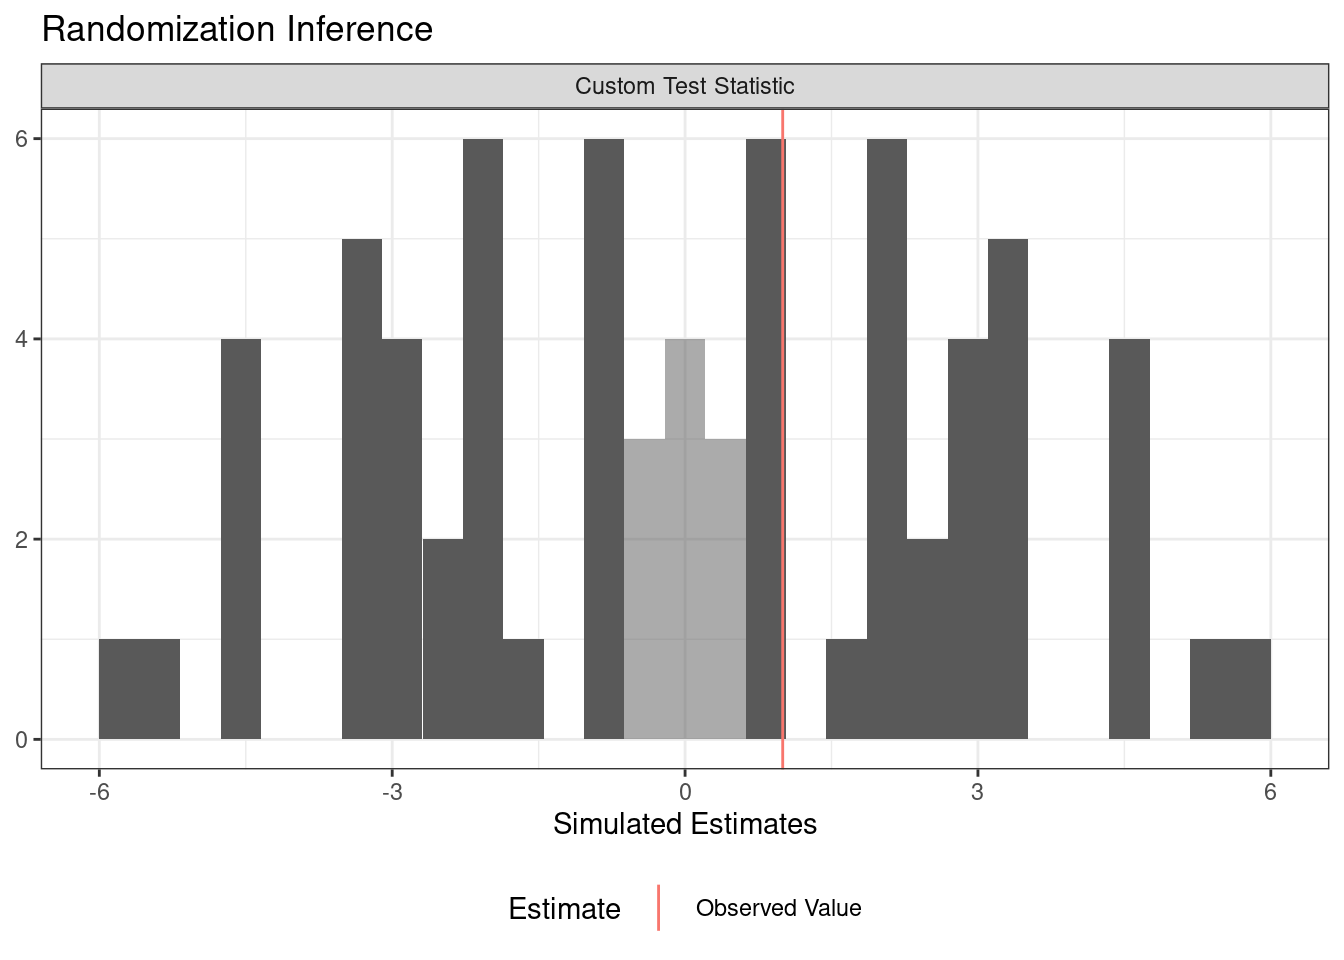 Randomization Inference
Custom Test Statistic
6
4
2
0
-6 -3 0 3 6
Simulated Estimates
Estimate Observed Value